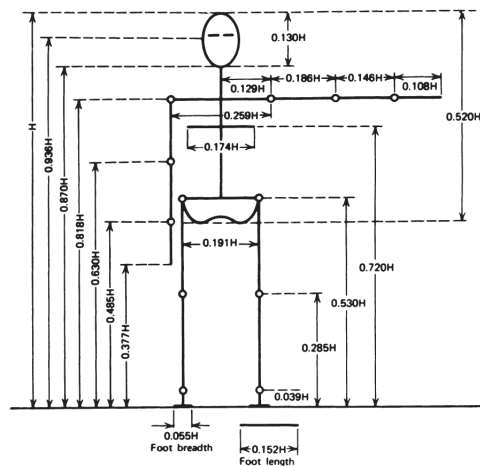 0.130H
0.129H
0.186H
0.146H
0.108H
0.520H
0.259H
0.174H
H
0.936H
0.870H
0.818H
0.630H
0.485H
0.377H
0.191H
0.720H
0.530H
0.285H
0.039H
0.055H
Foot breadth
0.152H
Foot length